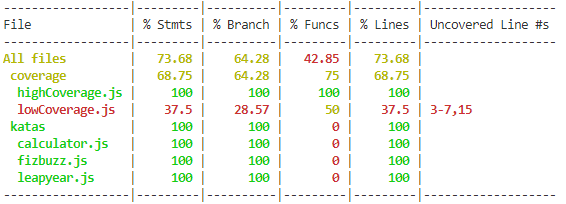 -----------------|---------|----------|---------|---------|-------------------
File             | % Stmts | % Branch | % Funcs | % Lines | Uncovered Line #s
-----------------|---------|----------|---------|---------|-------------------
All files        |   73.68 |    64.28 |   42.85 |   73.68 |
 coverage        |   68.75 |    64.28 |      75 |   68.75 |
  highCoverage.js |     100 |      100 |     100 |     100 |
  lowCoverage.js |    37.5 |    28.57 |      50 |    37.5 | 3-7,15
 katas           |     100 |      100 |       0 |     100 |
  calculator.js  |     100 |      100 |       0 |     100 |
  fizbuzz.js     |     100 |      100 |       0 |     100 |
  leapyear.js    |     100 |      100 |       0 |     100 |
-----------------|---------|----------|---------|---------|-------------------